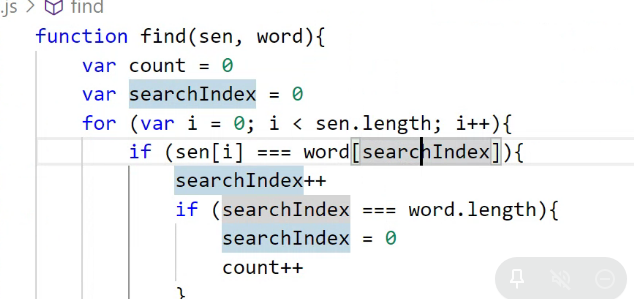 .js > find
function find(sen, word){
var count = 0
var searchIndex = 0
for (var i = 0; i < sen.length; i++){
if (sen[i] === word[searchIndex]){
searchIndex++
if (searchIndex === word.length){
searchIndex = 0
count++
}